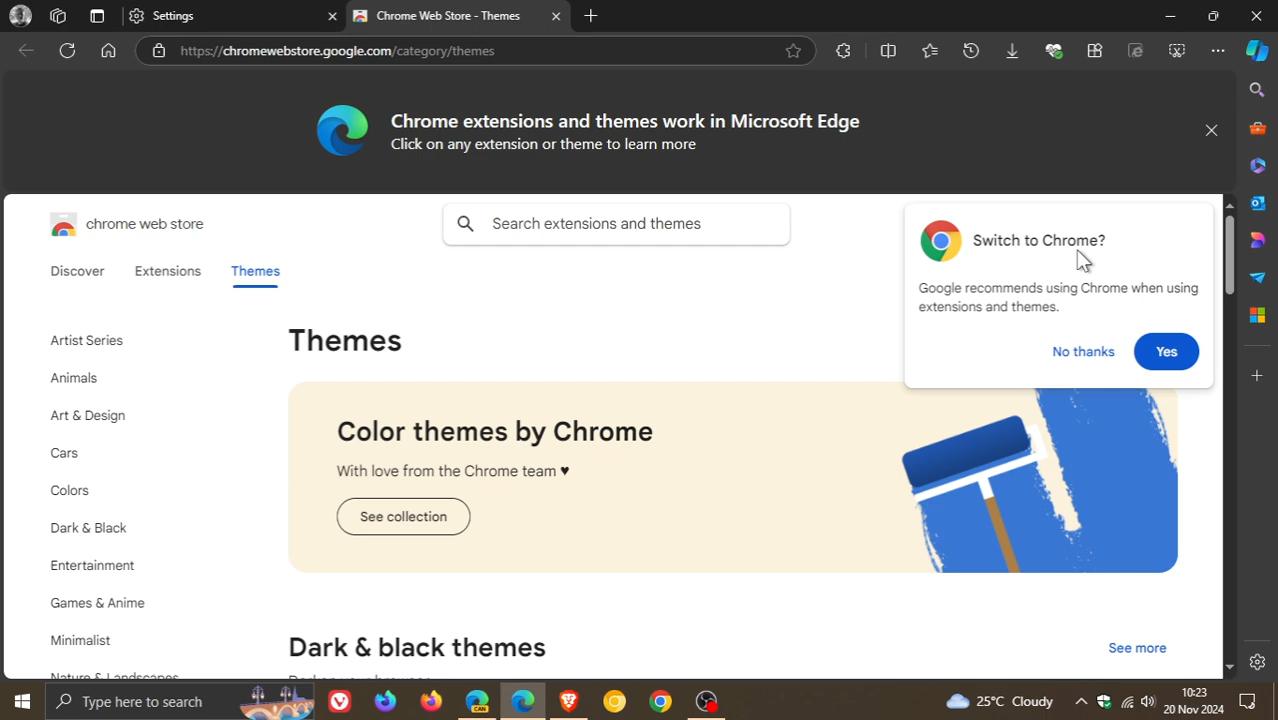 Settings
Chrome Web Store - Themes
https://chromewebstore.google.com/category/themes
Chrome extensions and themes work in Microsoft Edge
Click on any extension or theme to learn more
chrome web store
Search extensions and themes
Switch to Chrome?
Google recommends using Chrome when using
extensions and themes.
No thanks
Yes
Discover
Extensions
Themes
Artist Series
Animals
Art & Design
Cars
Colors
Dark & Black
Entertainment
Games & Anime
Minimalist
Nature & Landscapes
Themes
Color themes by Chrome
With love from the Chrome team ♥
See collection
Dark & black themes
See more
Type here to search
CAN
25°C Cloudy
10:23
20 Nov 2024